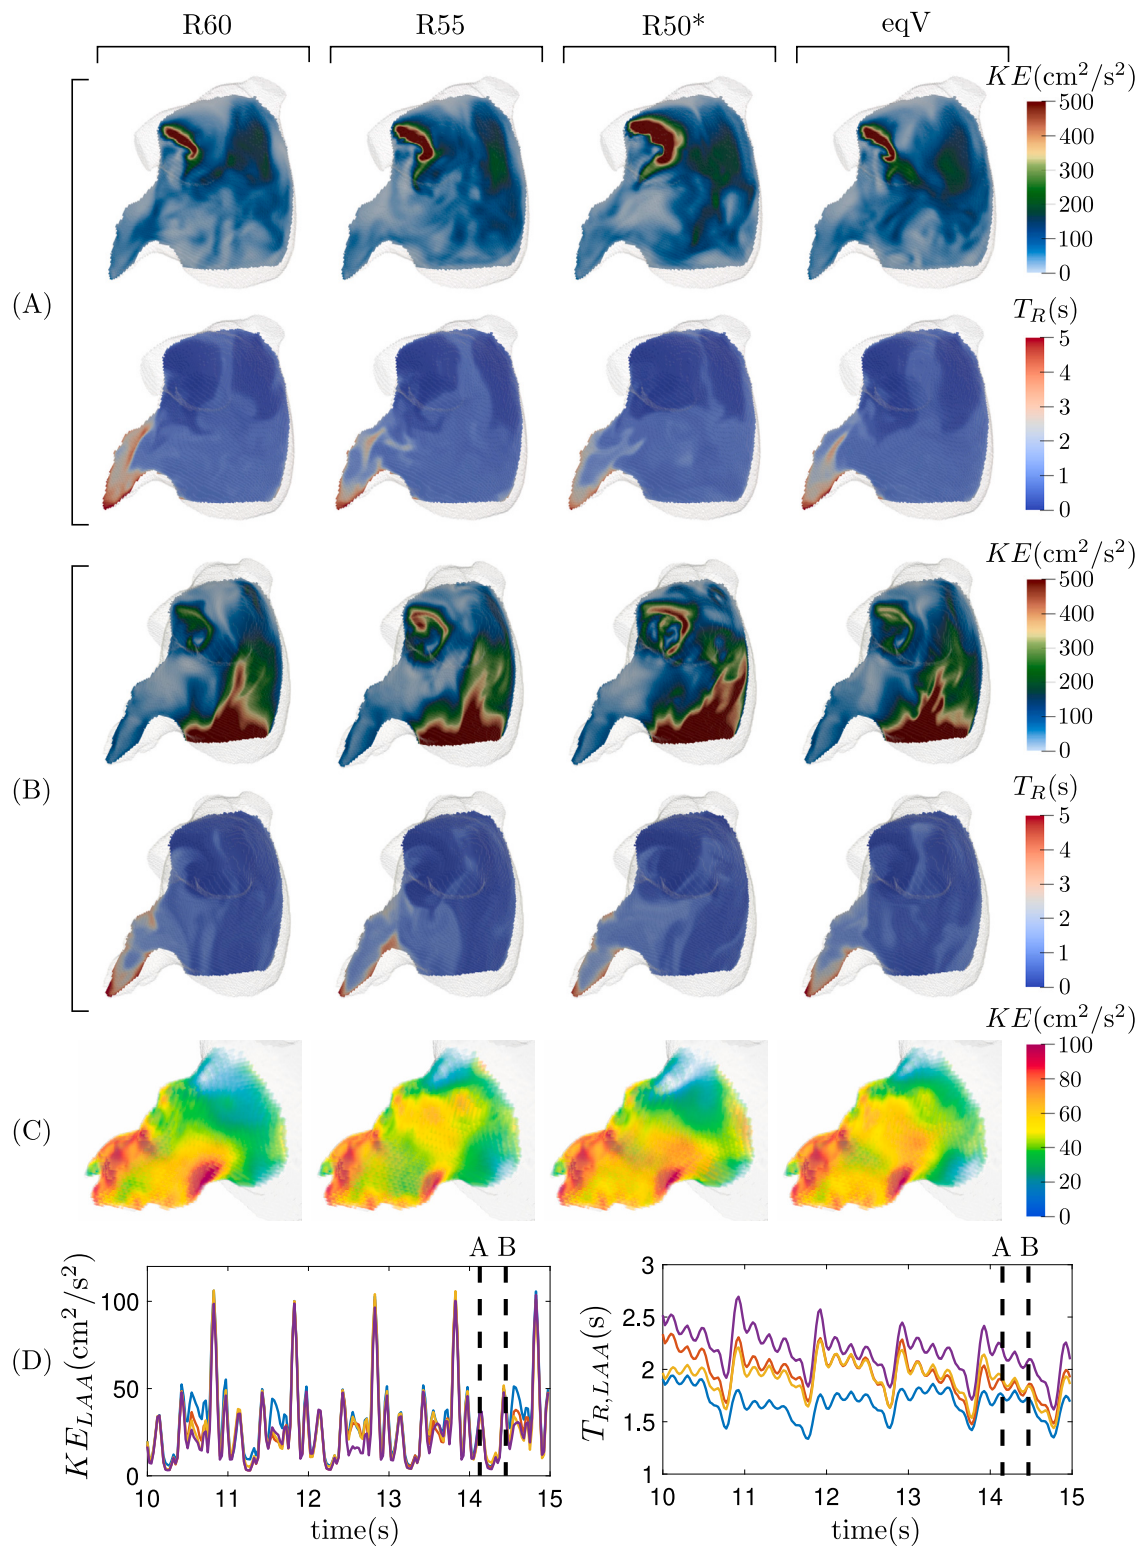 R60 R55 R50* eqV
KE(cm²/s²)
500
400
300
200
100
0
(A)
T_R(s)
5
4
3
2
1
0
KE(cm²/s²)
500
400
300
200
100
0
(B)
T_R(s)
5
4
3
2
1
0
KE(cm²/s²)
100
80
60
40
20
0
(C)
(D)
A B
KE_LAA(cm²/s²)
100
50
0
10 11 12 13 14 15
time(s)
A B
T_R,LAA(s)
3
2.5
2
1.5
1
10 11 12 13 14 15
time(s)